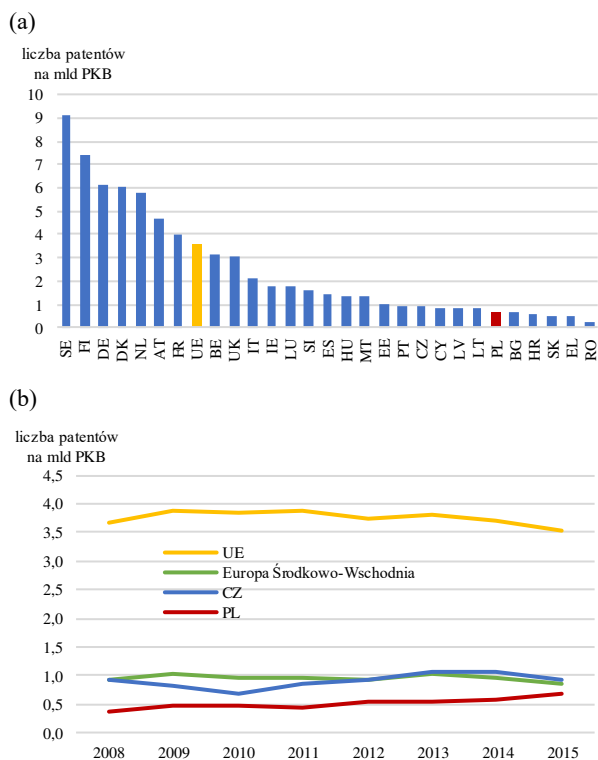 (a)
liczba patentów
na mld PKB
10
9
8
7
6
5
4
3
2
1
0
SE FI DE DK NL AT FR UE BE UK IT IE LU SI ES HU MT EE PT CZ CY LV LT PL BG HR SK EL RO
(b)
liczba patentów
na mld PKB
4,5
4,0
3,5
3,0
2,5
2,0
1,5
1,0
0,5
0,0
UE
Europa Środkowo-Wschodnia
CZ
PL
2008 2009 2010 2011 2012 2013 2014 2015